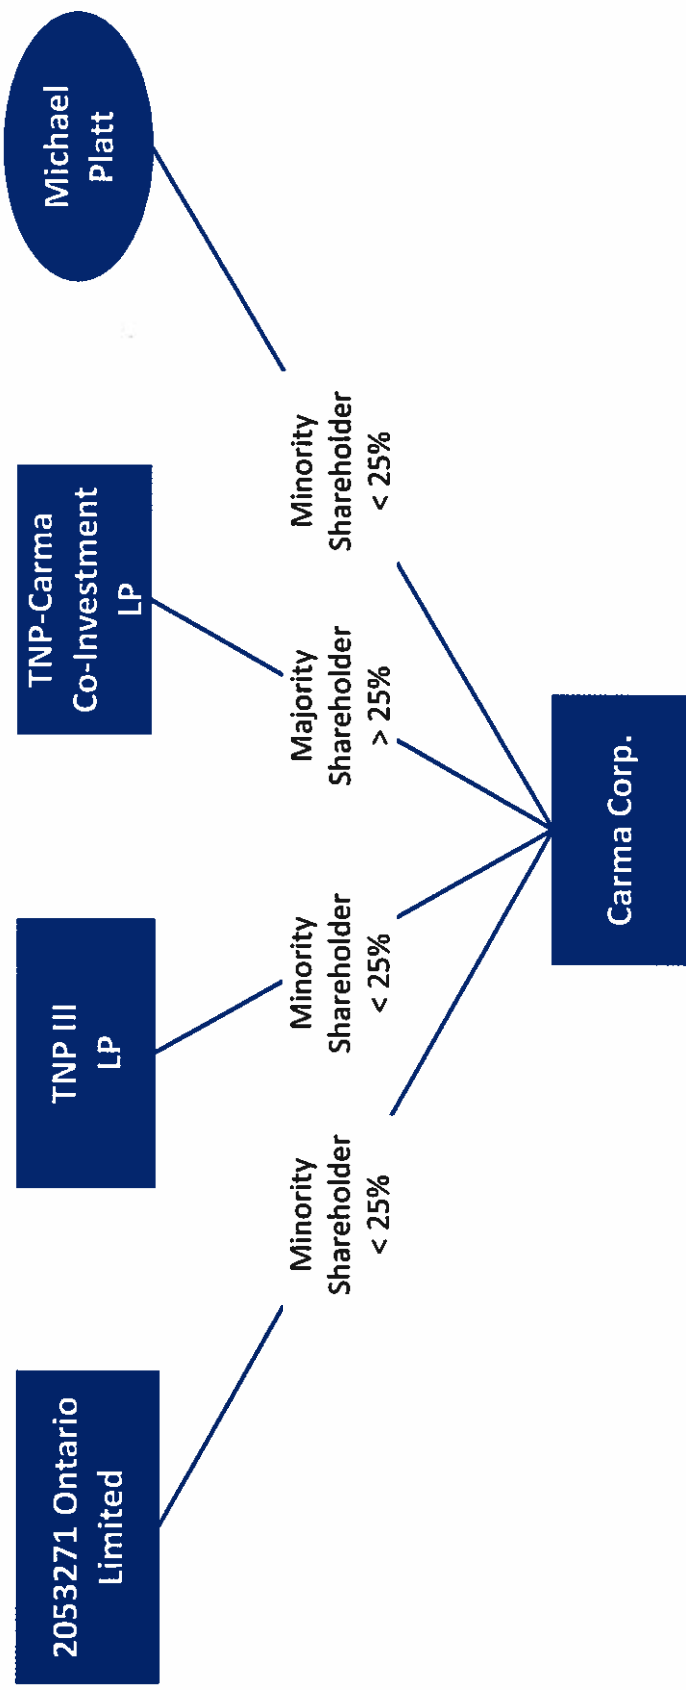 2053271 Ontario
Limited
TNP III
LP
TNP-Carma
Co-Investment
LP
Michael
Platt
Minority
Shareholder
< 25%
Minority
Shareholder
< 25%
Majority
Shareholder
> 25%
Minority
Shareholder
< 25%
Carma Corp.